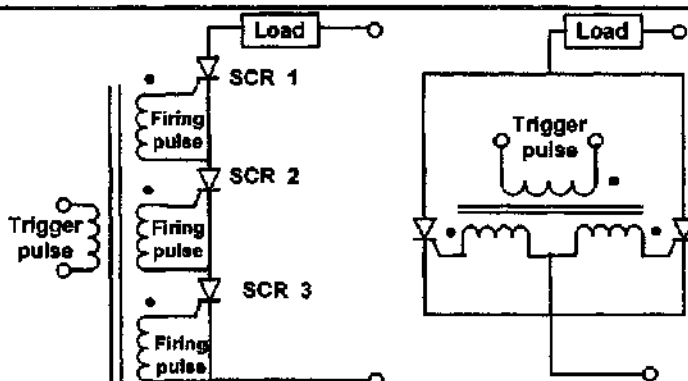 Load
SCR 1
Firing
pulse
SCR 2
Trigger
pulse
Firing
pulse
SCR 3
Firing
pulse
Load
Trigger
pulse